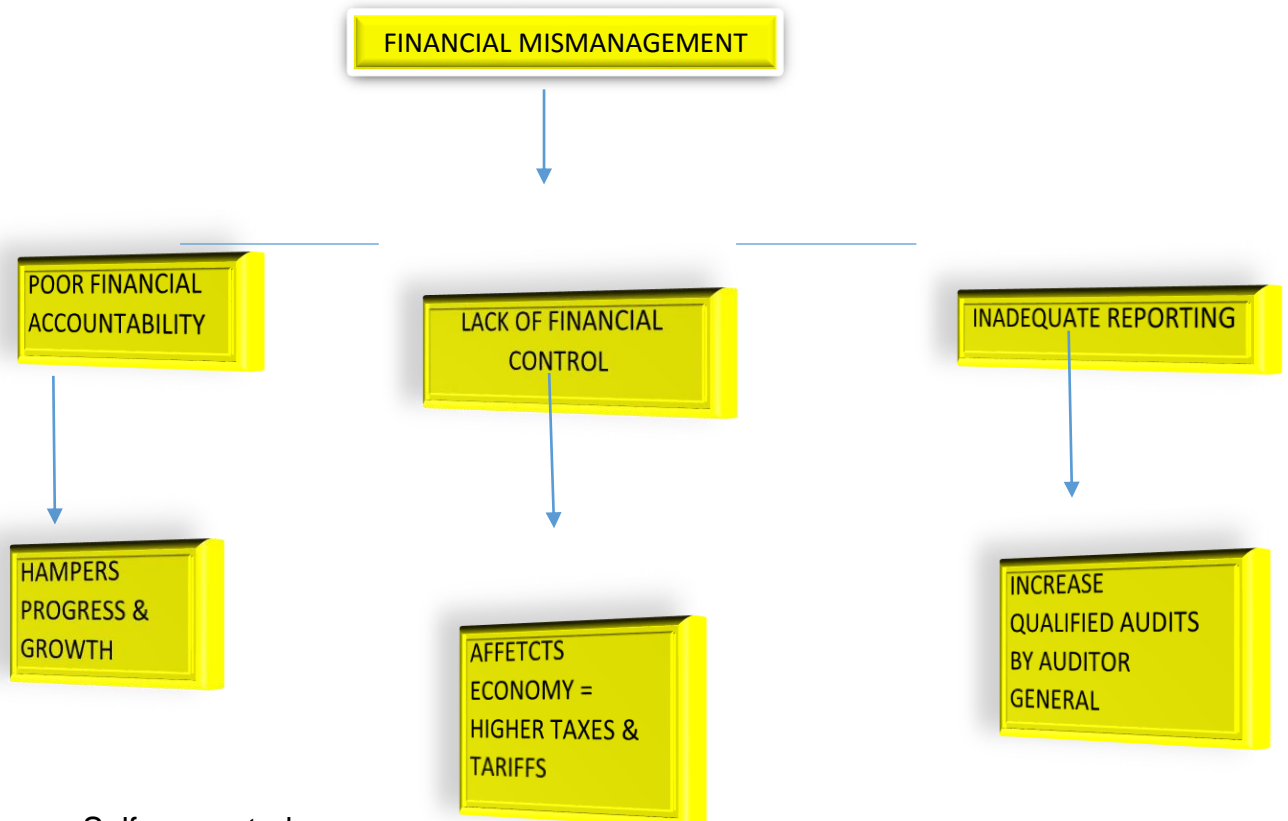 FINANCIAL MISMANAGEMENT
POOR FINANCIAL
ACCOUNTABILITY
LACK OF FINANCIAL
CONTROL
INADEQUATE REPORTING
HAMPERS
PROGRESS &
GROWTH
AFFETCTS
ECONOMY =
HIGHER TAXES &
TARIFFS
INCREASE
QUALIFIED AUDITS
BY AUDITOR
GENERAL